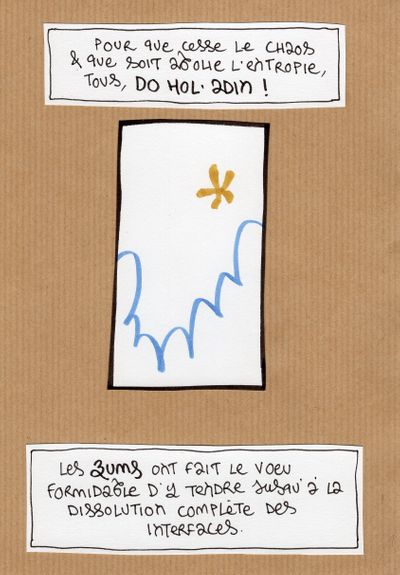 POUR QUE CESSE LE CHAOS
& QUE SOIT ABOLIE L'ENTROPIE,
TOUS, DO HOL. ADIN !
LES ZUMS ONT FAIT LE VOEU
FORMIDABLE D'Y TENDRE JUSQU'À LA
DISSOLUTION COMPLÈTE DES
INTERFACES.